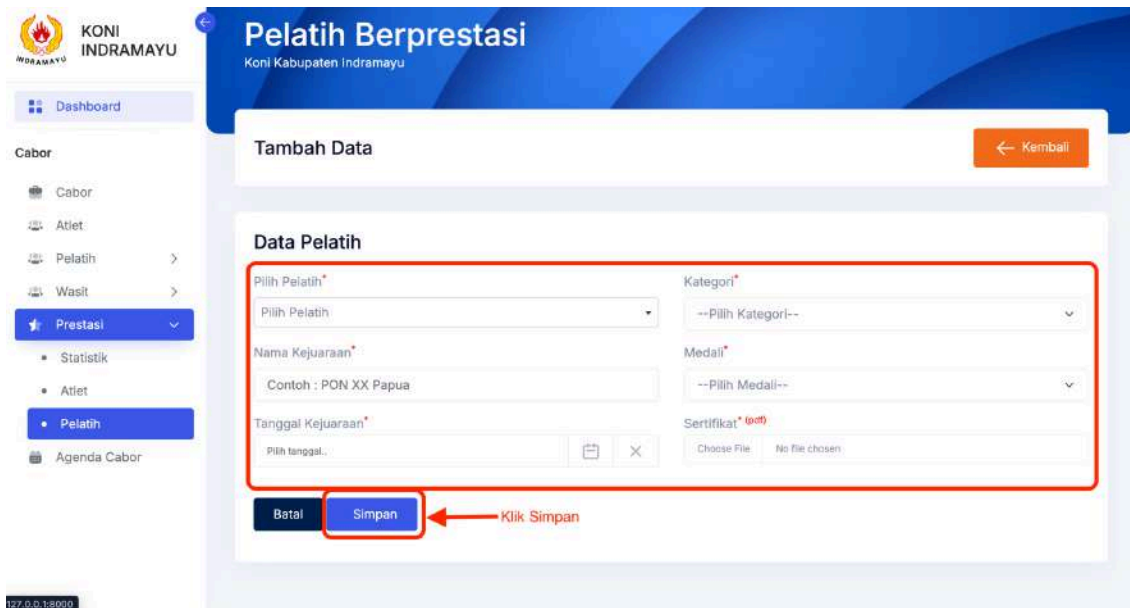 KONI
INDRAMAYU
INDRAMAYU
Dashboard
Cabor
Cabor
Atlet
Pelatih
Wasit
Prestasi
Statistik
Atlet
Pelatih
Agenda Cabor
127.0.0.1:8000
Pelatih Berprestasi
Koni Kabupaten Indramayu
Tambah Data
← Kembali
Data Pelatih
Pilih Pelatih*
Pilih Pelatih
Kategori*
--Pilih Kategori--
Nama Kejuaraan*
Contoh : PON XX Papua
Medali*
--Pilih Medali--
Tanggal Kejuaraan*
Pilih tanggal..
Sertifikat* (pdf)
Choose File No file chosen
Batal
Simpan
Klik Simpan